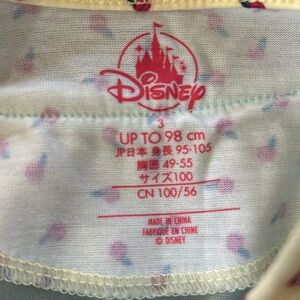 Disney
3
UP TO 98 cm
JP日本 身長 95-105
胸囲 49-55
サイズ100
CN 100/56
MADE IN CHINA
FABRIQUÉ EN CHINE
© DISNEY